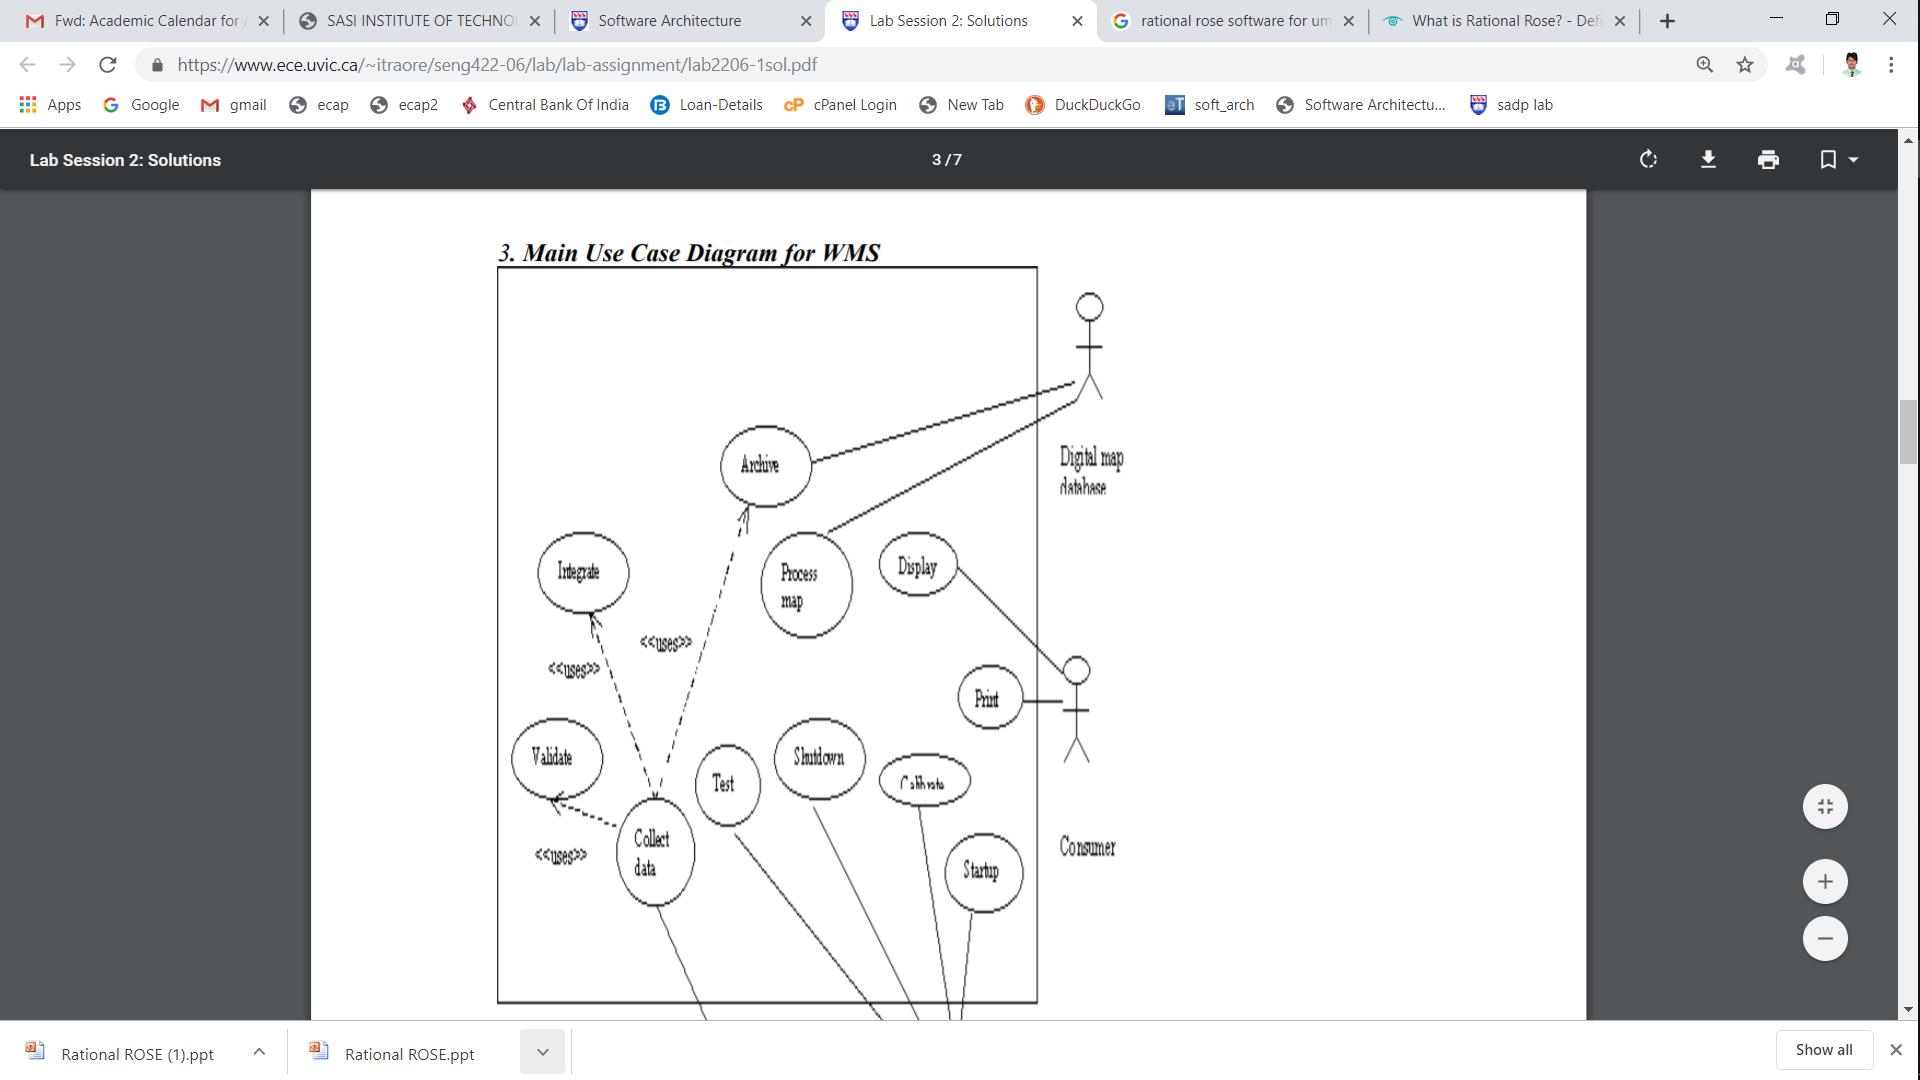 Fwd: Academic Calendar for
SASI INSTITUTE OF TECHNOL
Software Architecture
Lab Session 2: Solutions
rational rose software for um
What is Rational Rose? - Defi
https://www.ece.uvic.ca/~itraore/seng422-06/lab/lab-assignment/lab2206-1sol.pdf
Apps
Google
gmail
ecap
ecap2
Central Bank Of India
Loan-Details
cP
cPanel Login
New Tab
DuckDuckGo
eT
soft_arch
Software Architectu...
sadp lab
Lab Session 2: Solutions
3 / 7
3. Main Use Case Diagram for WMS
Archive
Digital map
database
Integrate
Process
map
Display
<<uses>>
<<uses>>
Print
Validate
Test
Shutdown
Calibrate
Collect
data
<<uses>>
Startup
Consumer
Rational ROSE (1).ppt
Rational ROSE.ppt
Show all